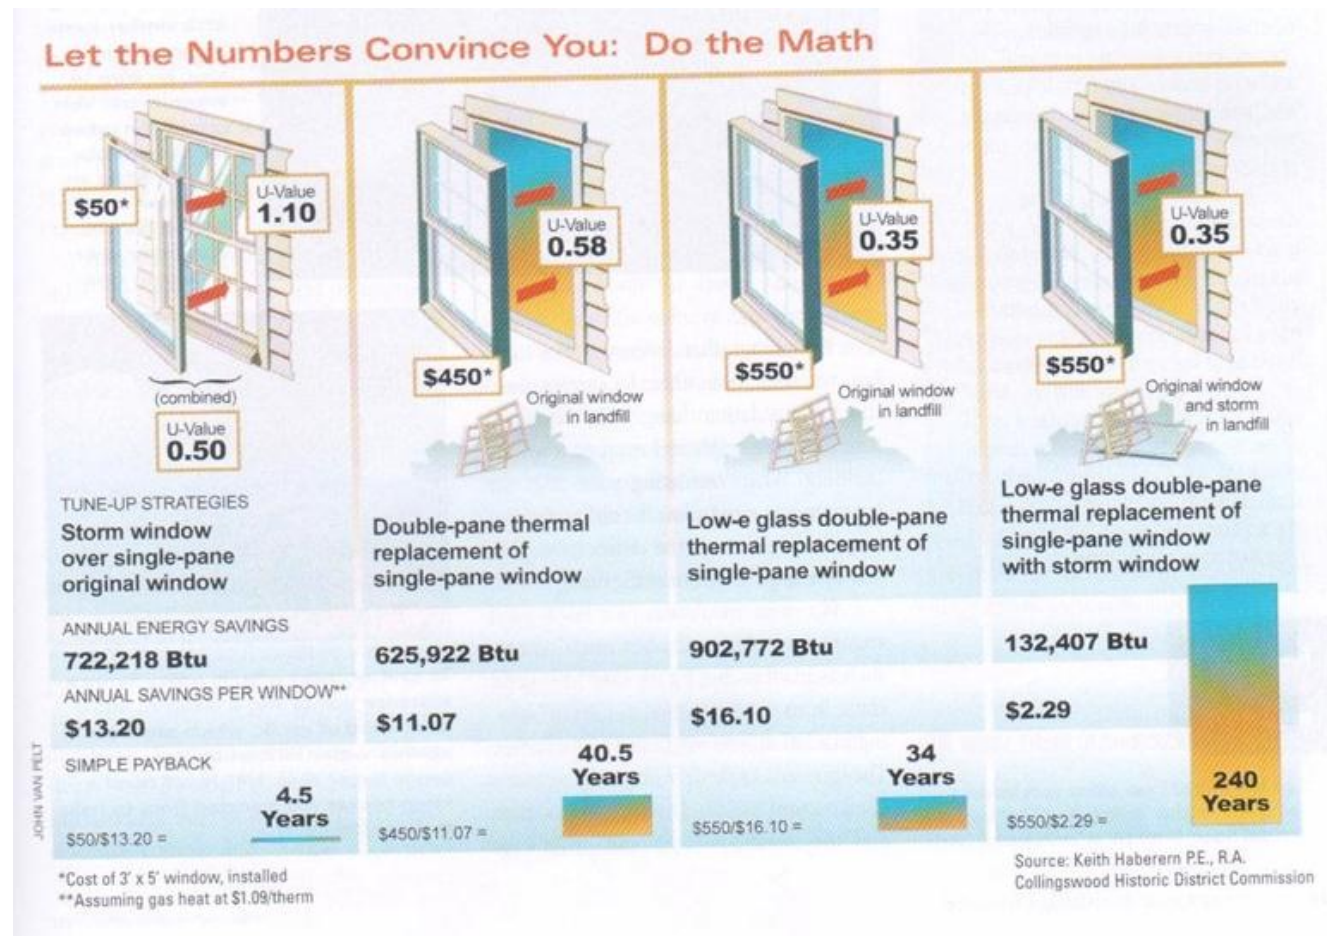 Let the Numbers Convince You: Do the Math
$50*
U-Value
1.10
(combined)
U-Value
0.50
TUNE-UP STRATEGIES
Storm window
over single-pane
original window
ANNUAL ENERGY SAVINGS
722,218 Btu
ANNUAL SAVINGS PER WINDOW**
$13.20
SIMPLE PAYBACK
4.5
Years
$50/$13.20 =
U-Value
0.58
$450*
Original window
in landfill
Double-pane thermal
replacement of
single-pane window
625,922 Btu
$11.07
40.5
Years
$450/$11.07 =
U-Value
0.35
$550*
Original window
in landfill
Low-e glass double-pane
thermal replacement of
single-pane window
902,772 Btu
$16.10
34
Years
$550/$16.10 =
U-Value
0.35
$550*
Original window
and storm
in landfill
Low-e glass double-pane
thermal replacement of
single-pane window
with storm window
132,407 Btu
$2.29
240
Years
$550/$2.29 =
JOHN VAN PELT
*Cost of 3' x 5' window, installed
**Assuming gas heat at $1.09/therm
Source: Keith Haberern P.E., R.A.
Collingswood Historic District Commission